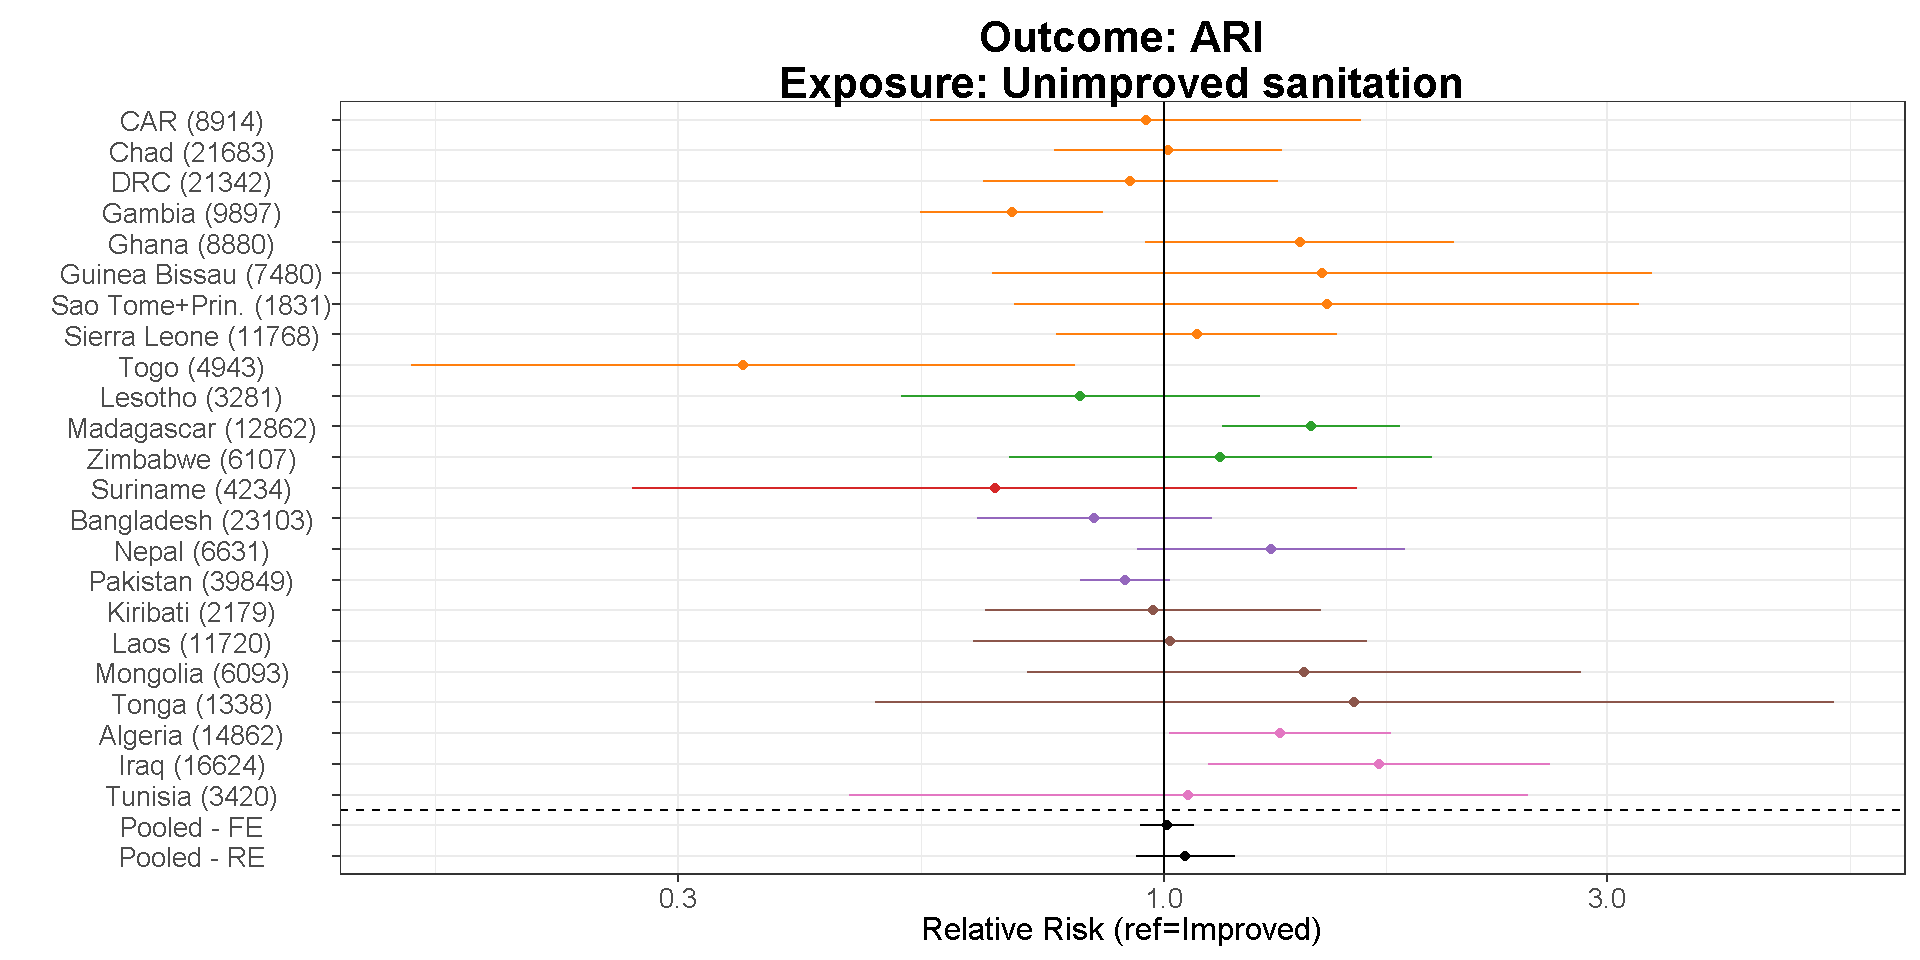 Outcome: ARI
Exposure: Unimproved sanitation
CAR (8914)
Chad (21683)
DRC (21342)
Gambia (9897)
Ghana (8880)
Guinea Bissau (7480)
Sao Tome+Prin. (1831)
Sierra Leone (11768)
Togo (4943)
Lesotho (3281)
Madagascar (12862)
Zimbabwe (6107)
Suriname (4234)
Bangladesh (23103)
Nepal (6631)
Pakistan (39849)
Kiribati (2179)
Laos (11720)
Mongolia (6093)
Tonga (1338)
Algeria (14862)
Iraq (16624)
Tunisia (3420)
Pooled - FE
Pooled - RE
0.3 1.0 3.0
Relative Risk (ref=Improved)